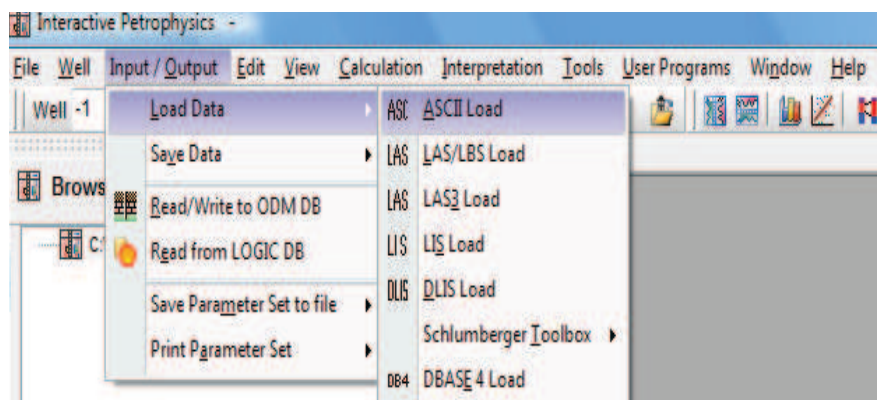 Interactive Petrophysics -
File Well Input / Output Edit View Calculation Interpretation Tools User Programs Window Help
Well -1
Load Data
Save Data
Read/Write to ODM DB
Read from LOGIC DB
Save Parameter Set to file
Print Parameter Set
ASC ASCII Load
LAS LAS/LBS Load
LAS LAS3 Load
LIS LIS Load
DLIS DLIS Load
Schlumberger Toolbox
DB4 DBASE 4 Load
Brows
C: